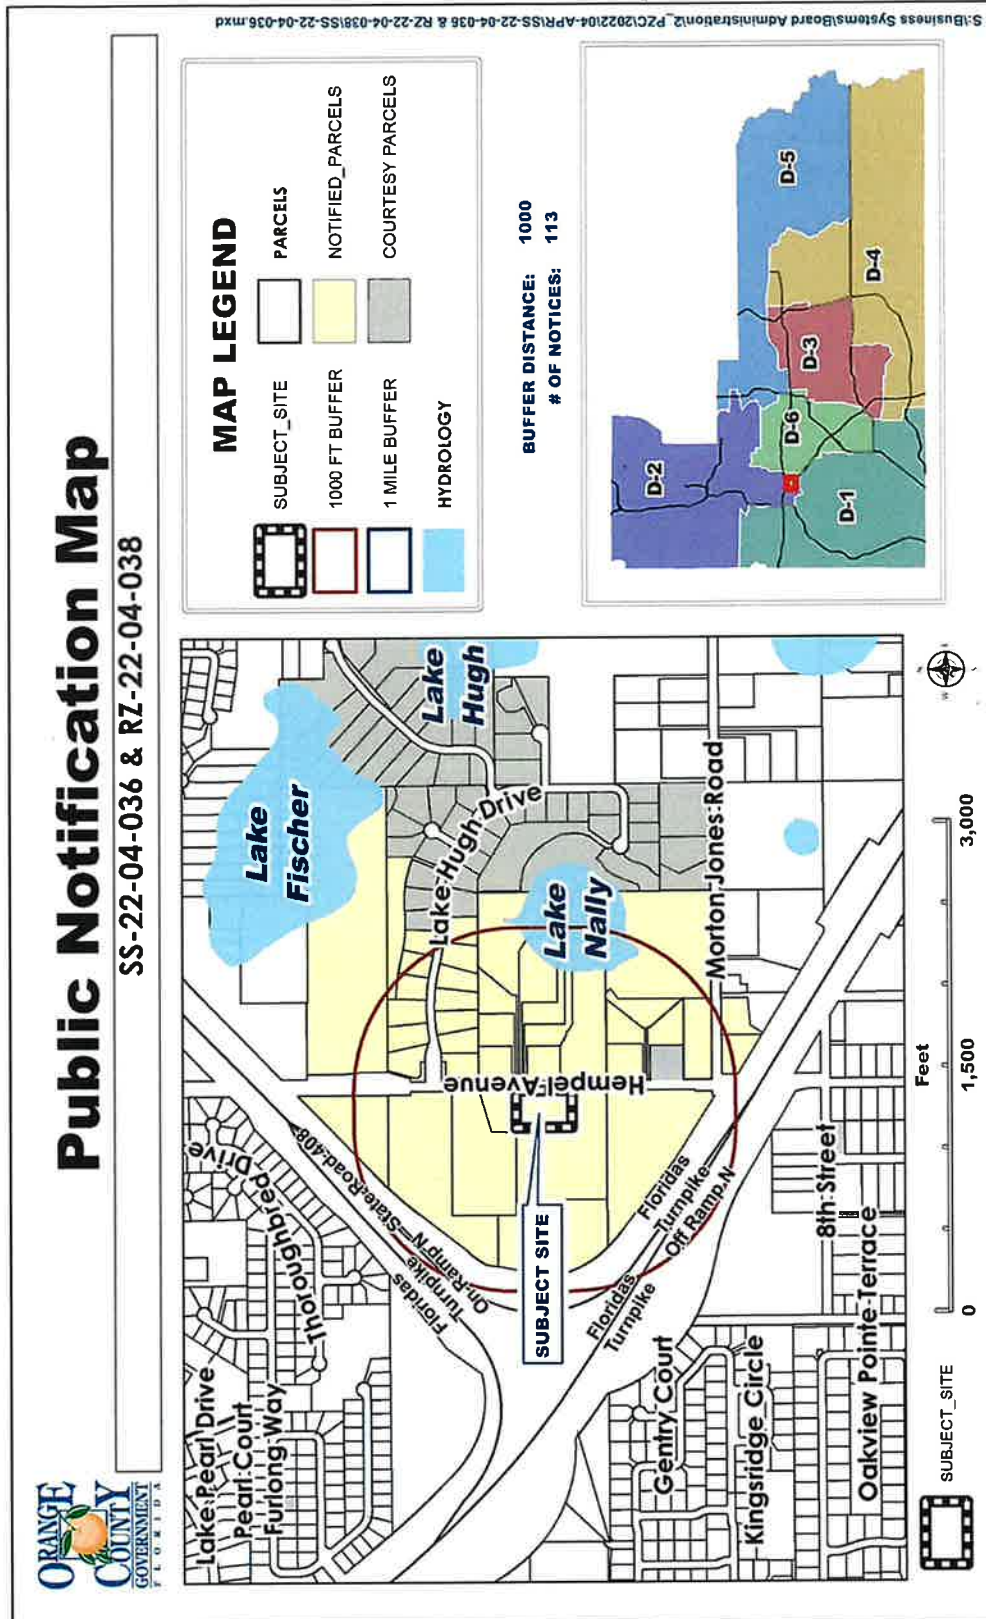 ORANGE
COUNTY
GOVERNMENT
FLORIDA
Public Notification Map
SS-22-04-036 & RZ-22-04-038
Lake Pearl Drive
Pearl Court
Furlong Way
Thoroughbred Drive
Floridas
Turnpike
On Ramp N
State Road 408
Lake
Fischer
Lake
Hugh
Lake Hugh Drive
Lake
Nally
Hempel Avenue
SUBJECT SITE
Morton Jones Road
Floridas
Turnpike
Off Ramp N
Floridas
Turnpike
Gentry Court
Kingsridge Circle
8th Street
Oakview Pointe Terrace
SUBJECT_SITE
Feet
0
1,500
3,000
MAP LEGEND
SUBJECT_SITE
PARCELS
1000 FT BUFFER
NOTIFIED_PARCELS
1 MILE BUFFER
COURTESY PARCELS
HYDROLOGY
BUFFER DISTANCE: 1000
# OF NOTICES: 113
D-2
D-5
D-6
D-3
D-1
D-4
S:\Business Systems\Board Administration\2_PZC\2022\04-APR\SS-22-04-036 & RZ-22-04-038\SS-22-04-036.mxd